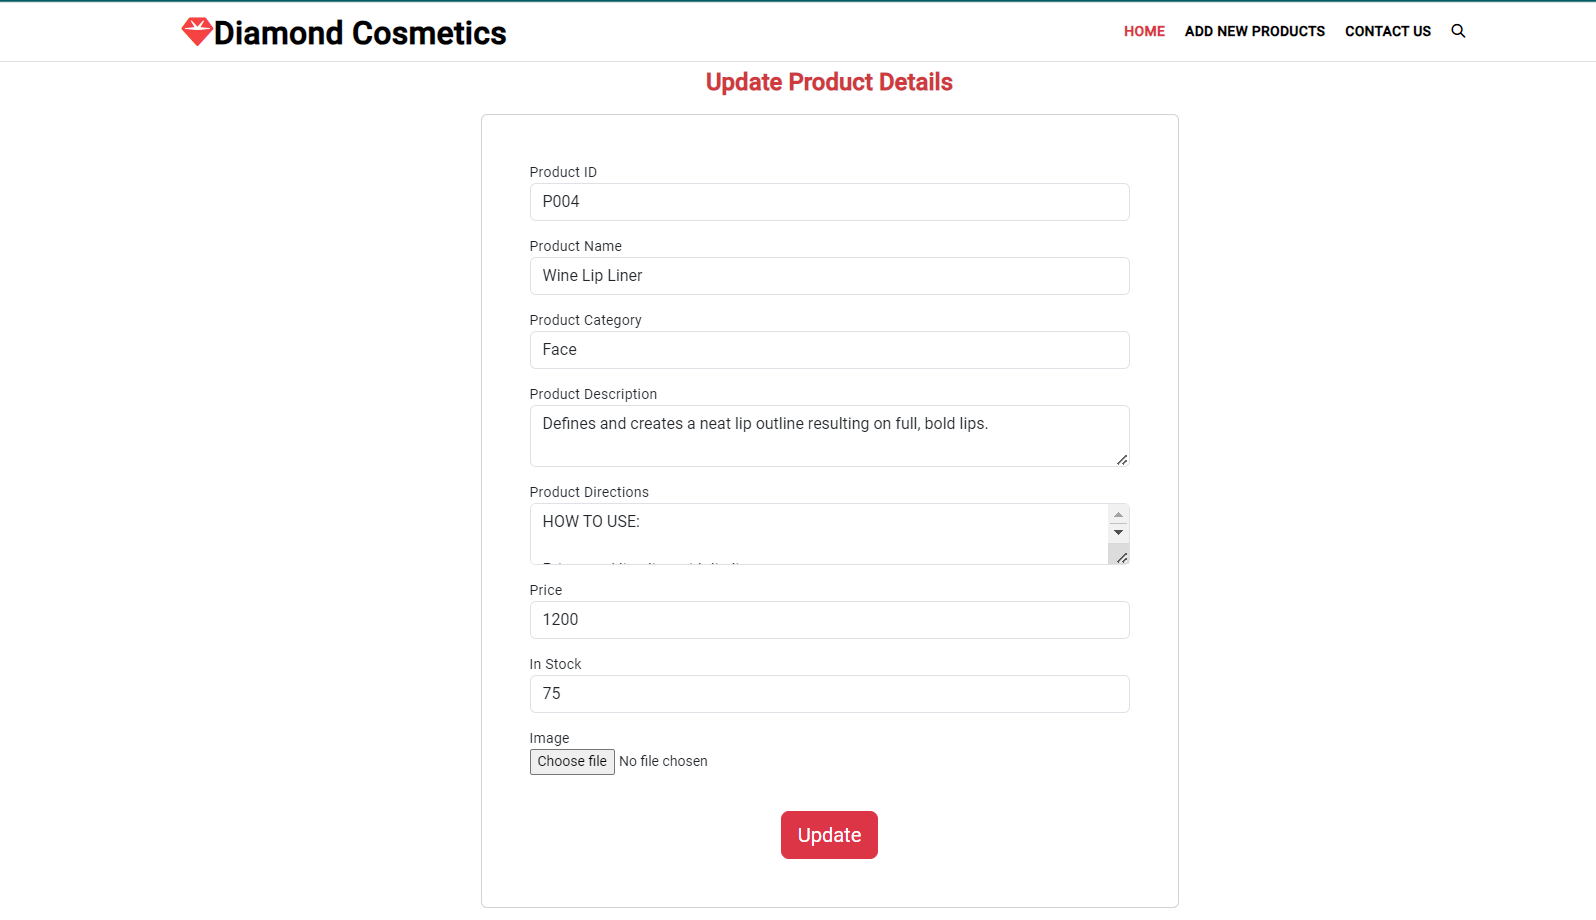 Diamond Cosmetics
HOME ADD NEW PRODUCTS CONTACT US
Update Product Details
Product ID
P004
Product Name
Wine Lip Liner
Product Category
Face
Product Description
Defines and creates a neat lip outline resulting on full, bold lips.
Product Directions
HOW TO USE:
Price
1200
In Stock
75
Image
Choose file No file chosen
Update